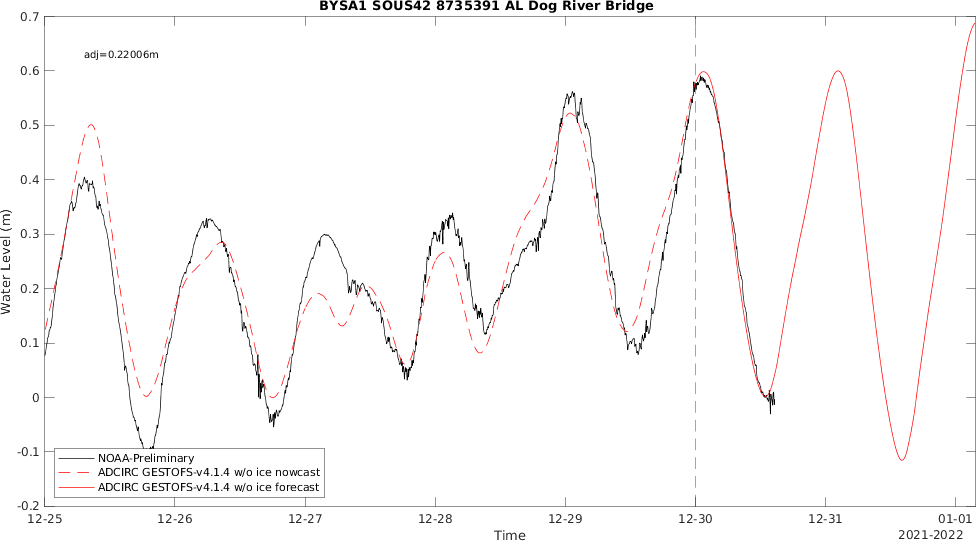 BYSA1 SOUS42 8735391 AL Dog River Bridge
adj=0.22006m
0.7
0.6
0.5
0.4
0.3
0.2
0.1
0
-0.1
-0.2
Water Level (m)
NOAA-Preliminary
ADCIRC GESTOFS-v4.1.4 w/o ice nowcast
ADCIRC GESTOFS-v4.1.4 w/o ice forecast
12-25 12-26 12-27 12-28 12-29 12-30 12-31 01-01
Time
2021-2022